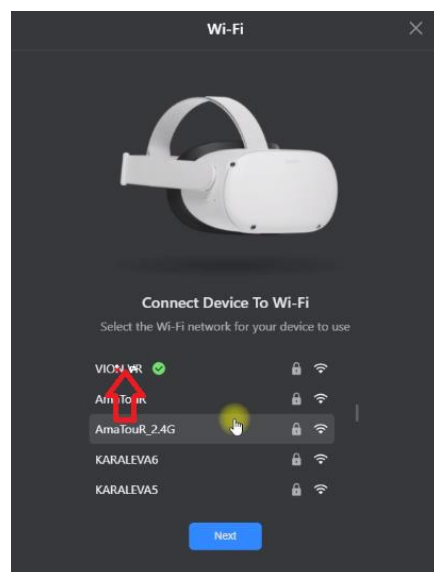 Wi-Fi
Connect Device To Wi-Fi
Select the Wi-Fi network for your device to use
VION VR
AmaTouR
AmaTouR_2.4G
KARALEVA6
KARALEVA5
Next